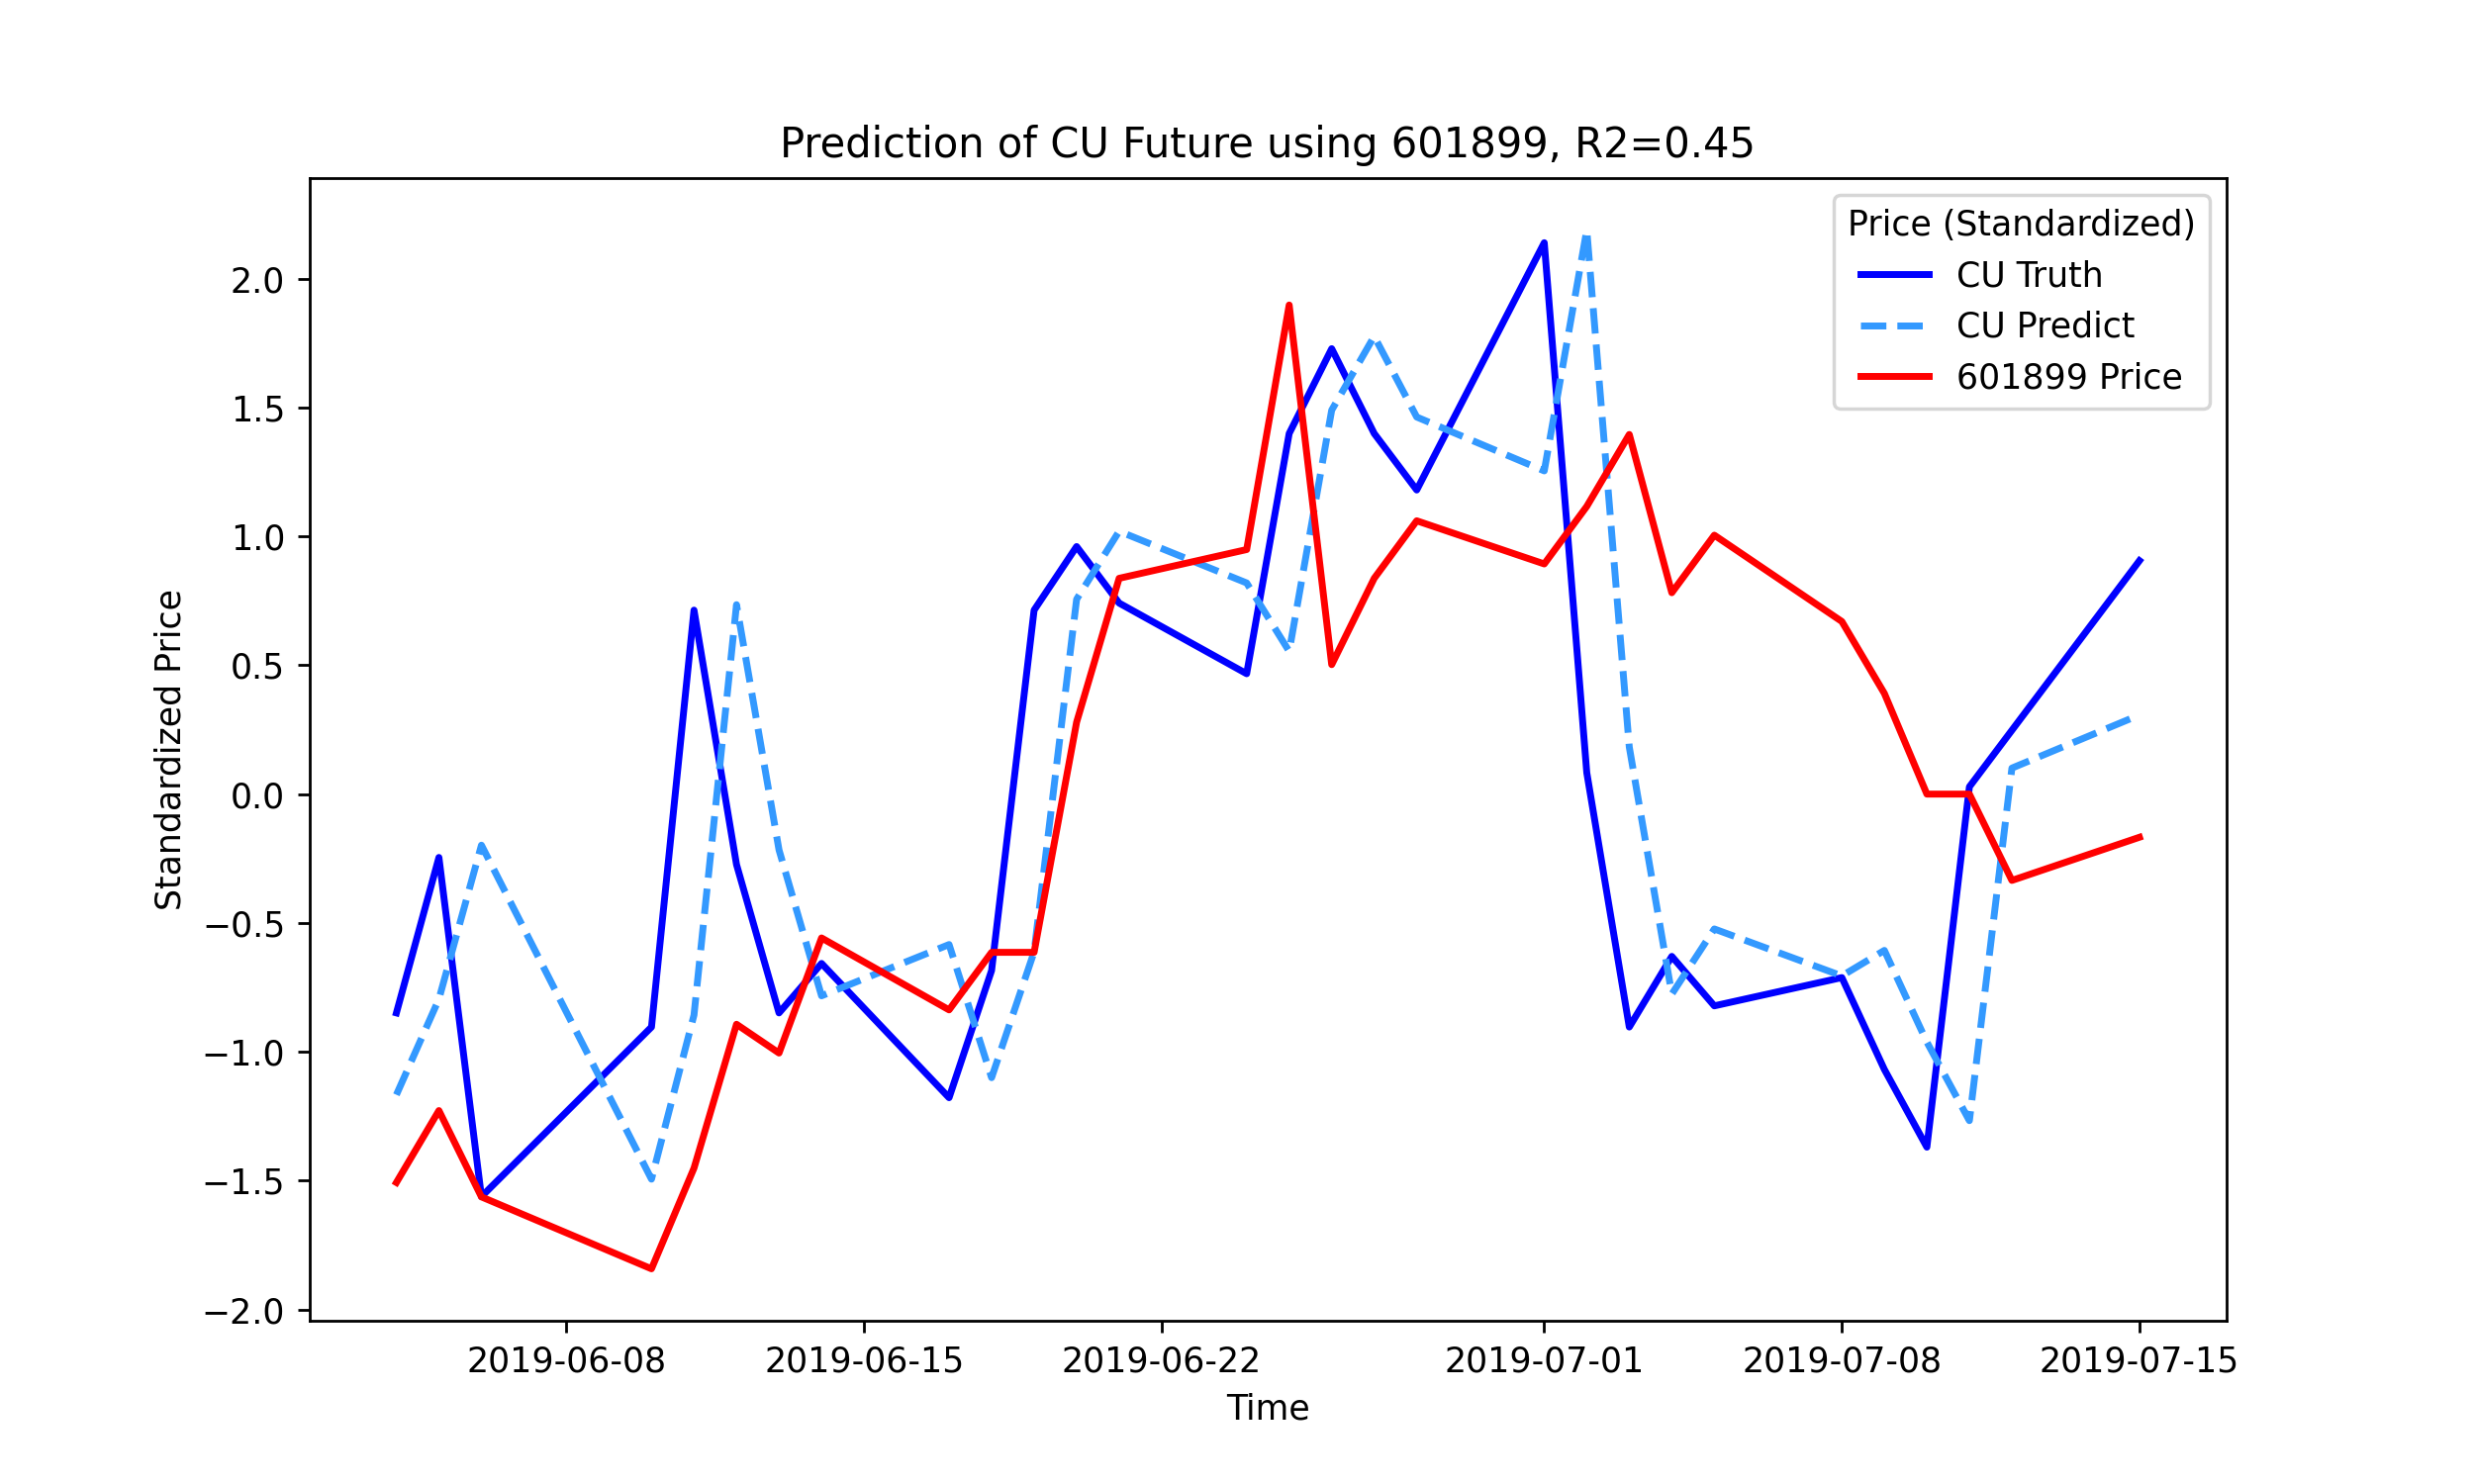 Prediction of CU Future using 601899, R2=0.45
Price (Standardized)
CU Truth
CU Predict
601899 Price
Standardized Price
2.0
1.5
1.0
0.5
0.0
−0.5
−1.0
−1.5
−2.0
2019-06-08
2019-06-15
2019-06-22
2019-07-01
2019-07-08
2019-07-15
Time